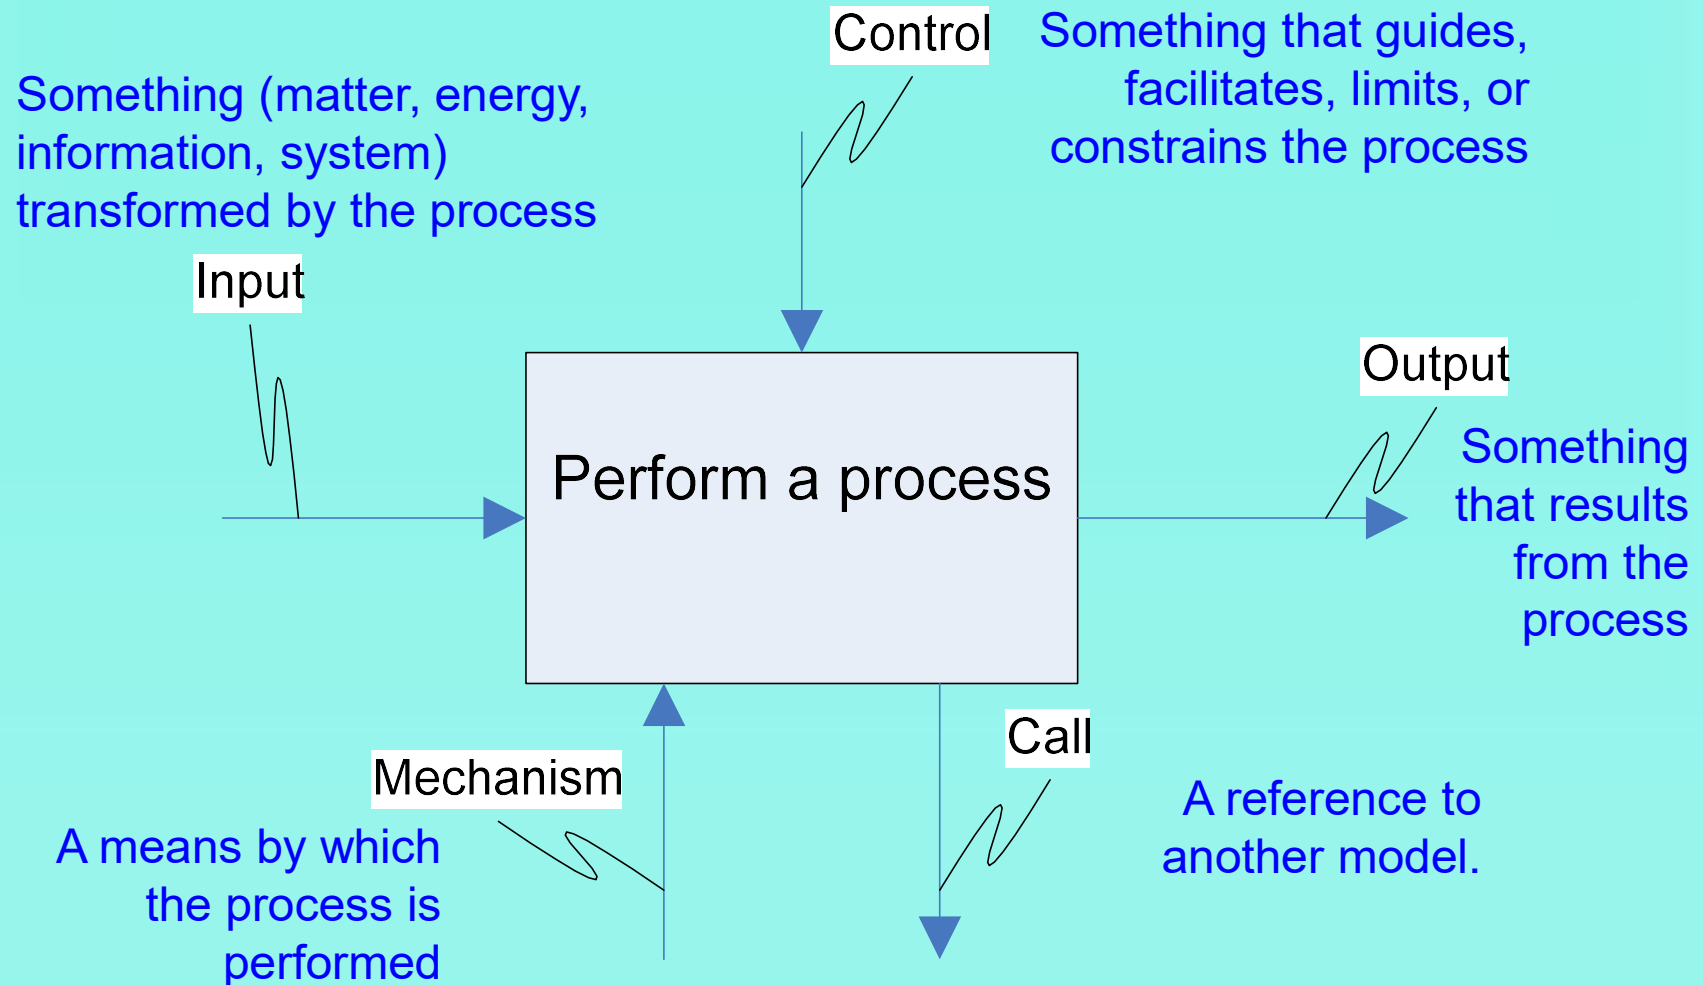 Control
Something that guides,
facilitates, limits, or
constrains the process
Something (matter, energy,
information, system)
transformed by the process
Input
Output
Something
that results
from the
process
Perform a process
Mechanism
A means by which
the process is
performed
Call
A reference to
another model.